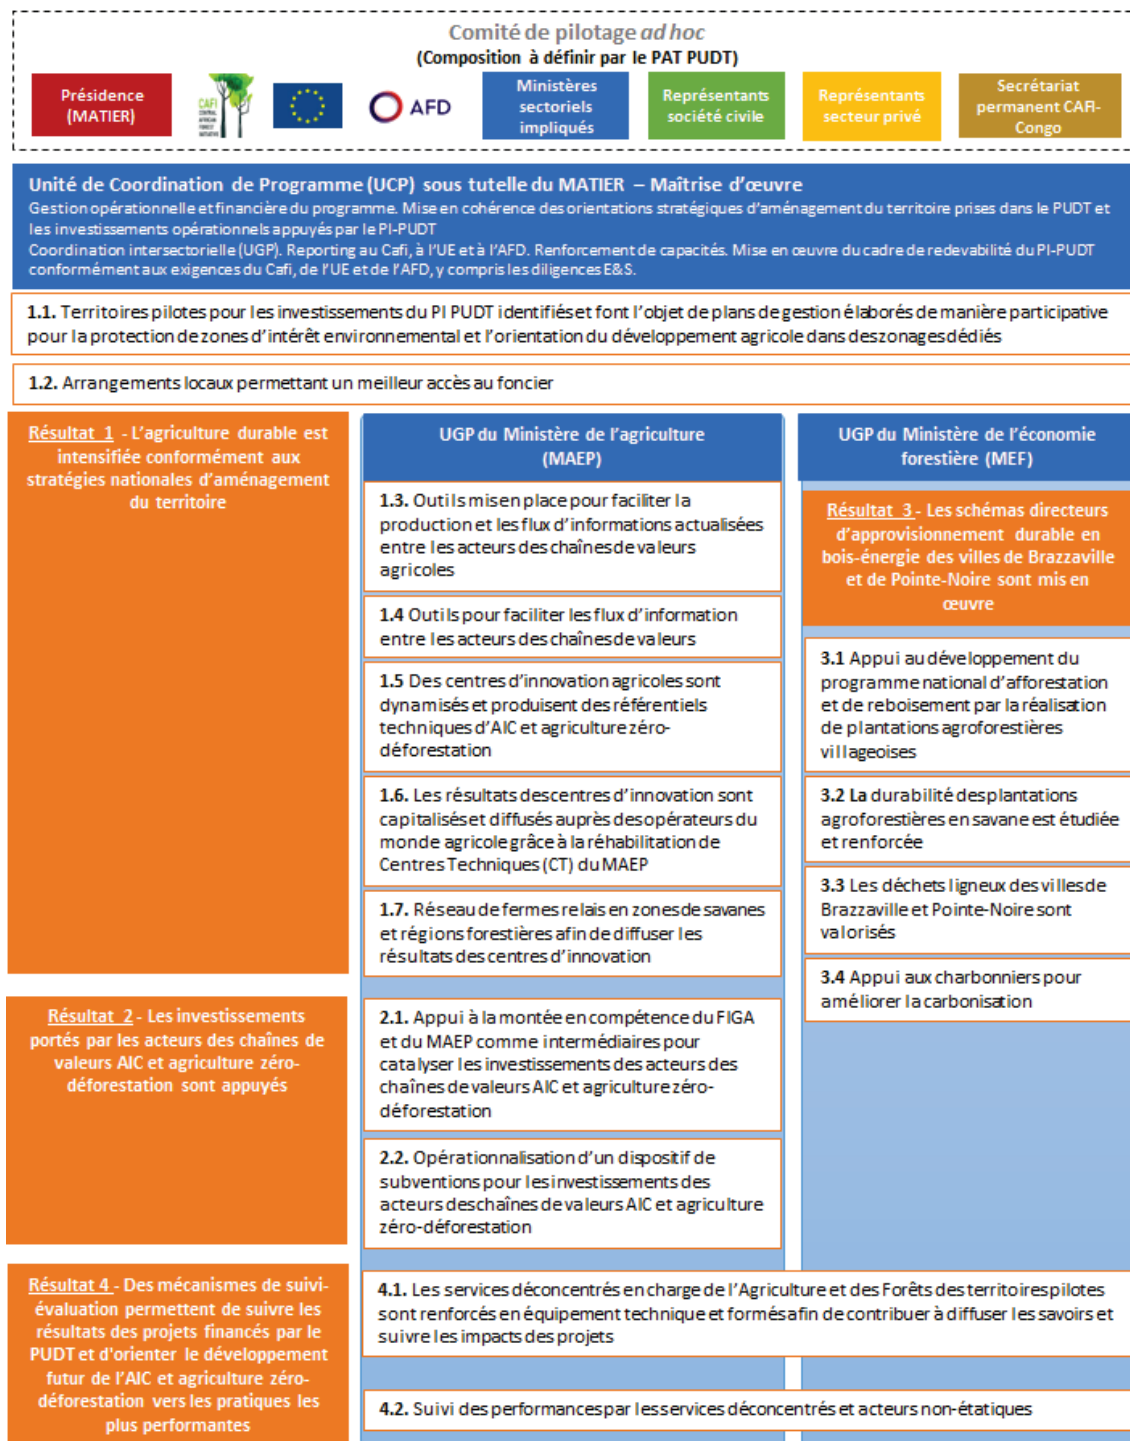 Comité de pilotage ad hoc
(Composition à définir par le PAT PUDT)
Présidence
(MATIER)
CAFI
CENTRAL
AFRICAN
FOREST
INITIATIVE
AFD
Ministères
sectoriels
impliqués
Représentants
société civile
Représentants
secteur privé
Secrétariat
permanent CAFI-
Congo
Unité de Coordination de Programme (UCP) sous tutelle du MATIER – Maîtrise d'œuvre
Gestion opérationnelle et financière du programme. Mise en cohérence des orientations stratégiques d'aménagement du territoire prises dans le PUDT et
les investissements opérationnels appuyés par le PI-PUDT
Coordination intersectorielle (UGP). Reporting au Cafi, à l'UE et à l'AFD. Renforcement de capacités. Mise en œuvre du cadre de redevabilité du PI-PUDT
conformément aux exigences du Cafi, de l'UE et de l'AFD, y compris les diligences E&S.
1.1. Territoires pilotes pour les investissements du PI PUDT identifiés et font l'objet de plans de gestion élaborés de manière participative
pour la protection de zones d'intérêt environnemental et l'orientation du développement agricole dans des zonages dédiés
1.2. Arrangements locaux permettant un meilleur accès au foncier
Résultat 1 - L'agriculture durable est
intensifiée conformément aux
stratégies nationales d'aménagement
du territoire
UGP du Ministère de l'agriculture
(MAEP)
1.3. Outils mis en place pour faciliter la
production et les flux d'informations actualisées
entre les acteurs des chaînes de valeurs
agricoles
1.4 Outils pour faciliter les flux d'information
entre les acteurs des chaînes de valeurs
1.5 Des centres d'innovation agricoles sont
dynamisés et produisent des référentiels
techniques d'AIC et agriculture zéro-
déforestation
1.6. Les résultats des centres d'innovation sont
capitalisés et diffusés auprès des opérateurs du
monde agricole grâce à la réhabilitation de
Centres Techniques (CT) du MAEP
1.7. Réseau de fermes relais en zones de savanes
et régions forestières afin de diffuser les
résultats des centres d'innovation
UGP du Ministère de l'économie
forestière (MEF)
Résultat 3 - Les schémas directeurs
d'approvisionnement durable en
bois-énergie des villes de Brazzaville
et de Pointe-Noire sont mis en
œuvre
3.1 Appui au développement du
programme national d'afforestation
et de reboisement par la réalisation
de plantations agroforestières
villageoises
3.2 La durabilité des plantations
agroforestières en savane est étudiée
et renforcée
3.3 Les déchets ligneux des villes de
Brazzaville et Pointe-Noire sont
valorisés
3.4 Appui aux charbonniers pour
améliorer la carbonisation
Résultat 2 - Les investissements
portés par les acteurs des chaînes de
valeurs AIC et agriculture zéro-
déforestation sont appuyés
2.1. Appui à la montée en compétence du FIGA
et du MAEP comme intermédiaires pour
catalyser les investissements des acteurs des
chaînes de valeurs AIC et agriculture zéro-
déforestation
2.2. Opérationnalisation d'un dispositif de
subventions pour les investissements des
acteurs des chaînes de valeurs AIC et agriculture
zéro-déforestation
Résultat 4 - Des mécanismes de suivi-
évaluation permettent de suivre les
résultats des projets financés par le
PUDT et d'orienter le développement
futur de l'AIC et agriculture zéro-
déforestation vers les pratiques les
plus performantes
4.1. Les services déconcentrés en charge de l'Agriculture et des Forêts des territoires pilotes
sont renforcés en équipement technique et formés afin de contribuer à diffuser les savoirs et
suivre les impacts des projets
4.2. Suivi des performances par les services déconcentrés et acteurs non-étatiques